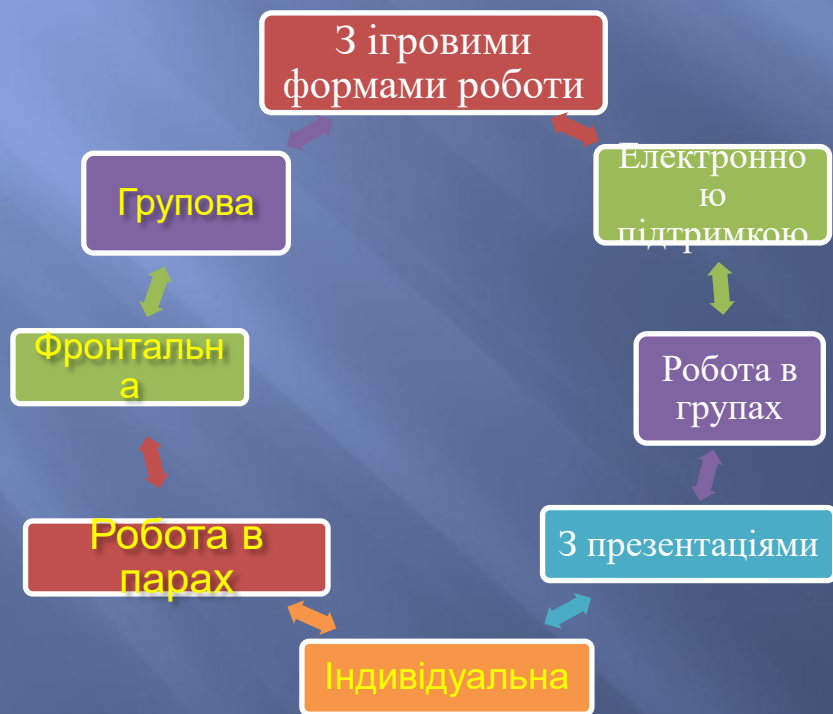 З ігровими
формами роботи
Електронно
ю
підтримкою
Робота в
групах
З презентаціями
Індивідуальна
Робота в
парах
Фронтальн
а
Групова